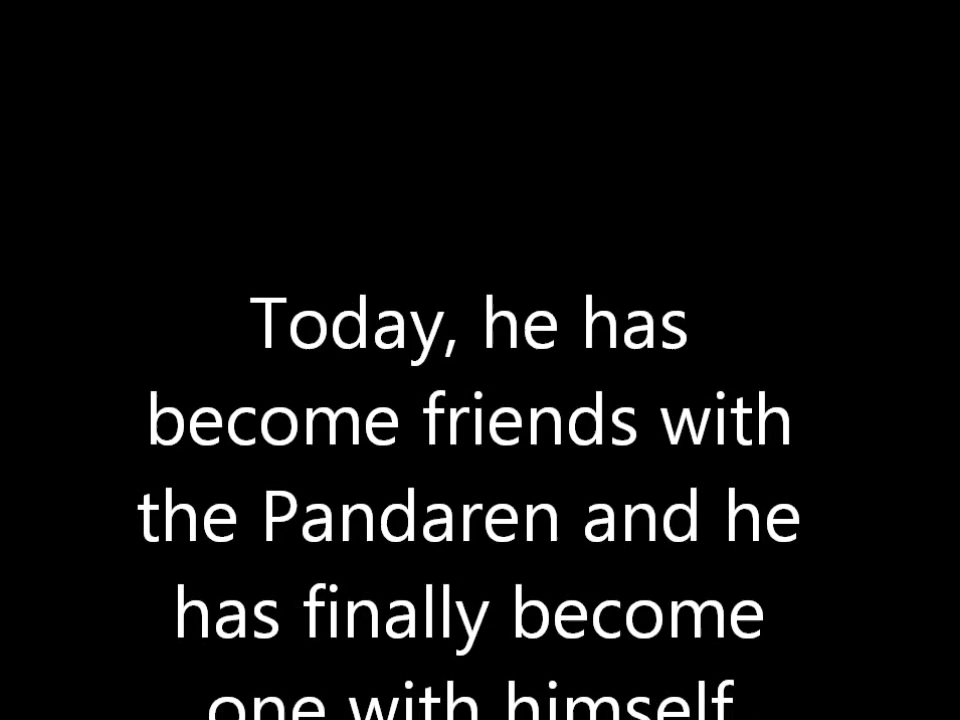 Today, he has
become friends with
the Pandaren and he
has finally become
one with himself